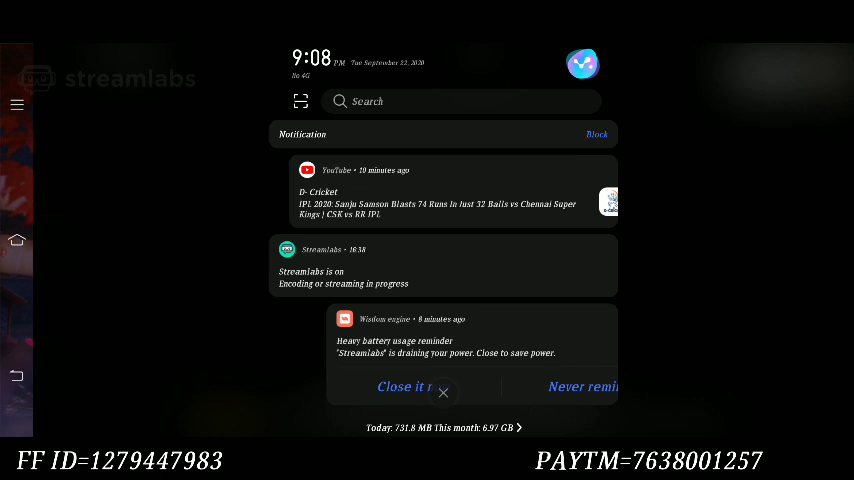 streamlabs
9:08 PM Tue September 22, 2020
Jio 4G
Search
Notification Block
YouTube • 10 minutes ago
D- Cricket
IPL 2020: Sanju Samson Blasts 74 Runs In Just 32 Balls vs Chennai Super
Kings | CSK vs RR IPL
Streamlabs • 16:38
Streamlabs is on
Encoding or streaming in progress
Wisdom engine • 8 minutes ago
Heavy battery usage reminder
"Streamlabs" is draining your power. Close to save power.
Close it Never remi
Today: 731.8 MB This month: 6.97 GB
FF ID=1279447983 PAYTM=7638001257